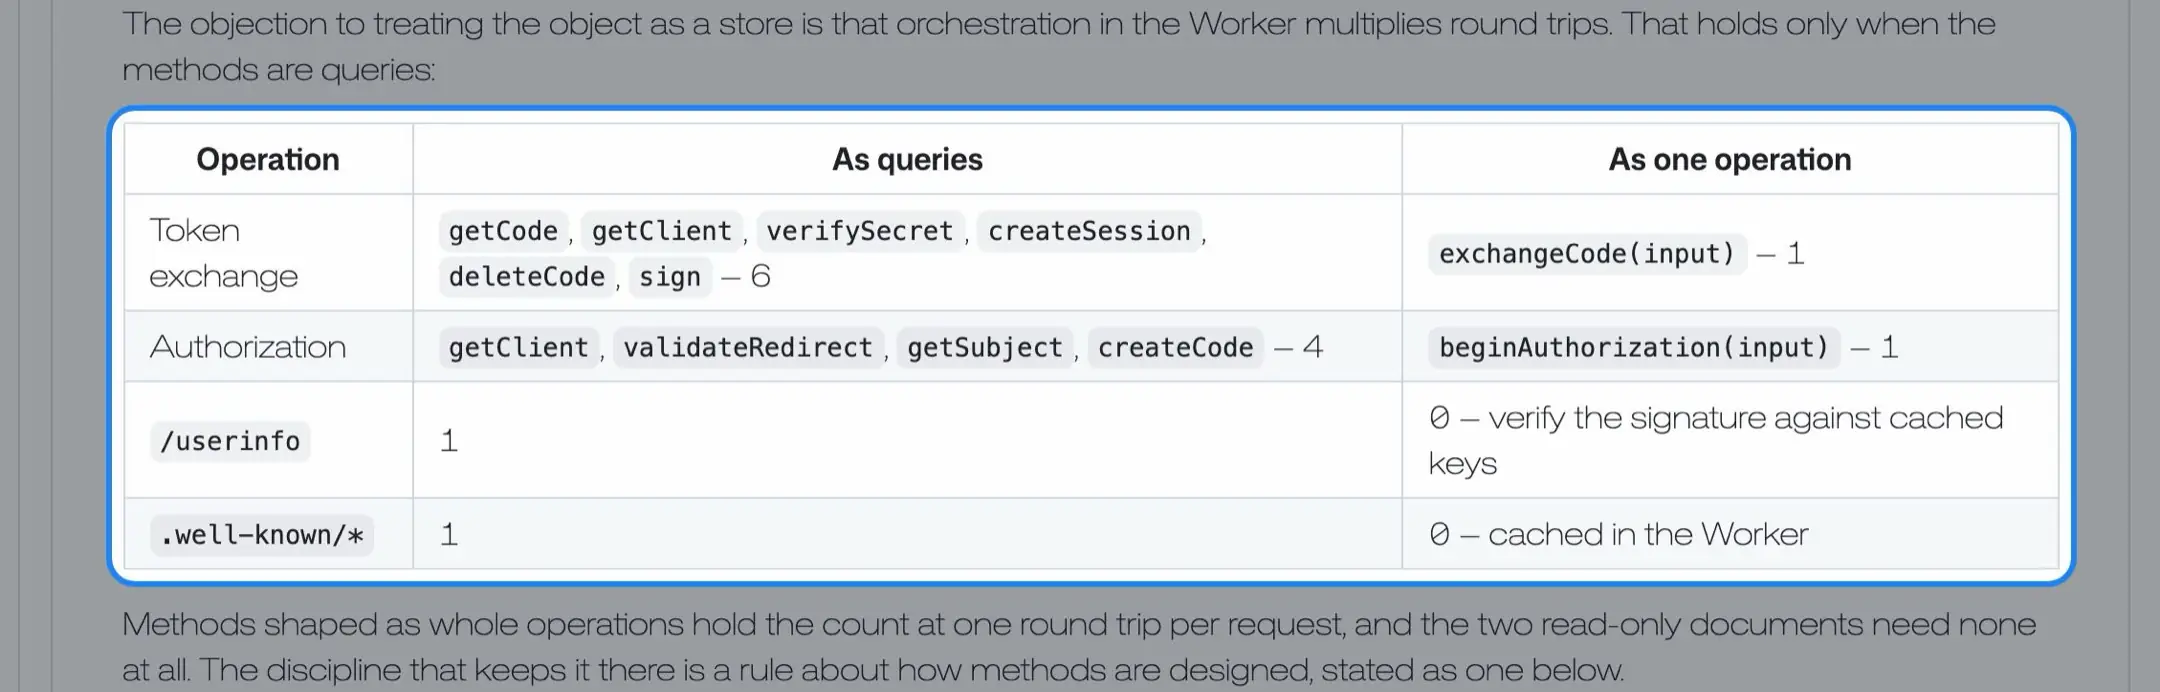 The objection to treating the object as a store is that orchestration in the Worker multiplies round trips. That holds only when the
methods are queries:
Operation As queries As one operation
Token exchange getCode, getClient, verifySecret, createSession, deleteCode, sign — 6 exchangeCode(input) — 1
Authorization getClient, validateRedirect, getSubject, createCode — 4 beginAuthorization(input) — 1
/userinfo 1 0 — verify the signature against cached keys
.well-known/* 1 0 — cached in the Worker
Methods shaped as whole operations hold the count at one round trip per request, and the two read-only documents need none
at all. The discipline that keeps it there is a rule about how methods are designed, stated as one below.